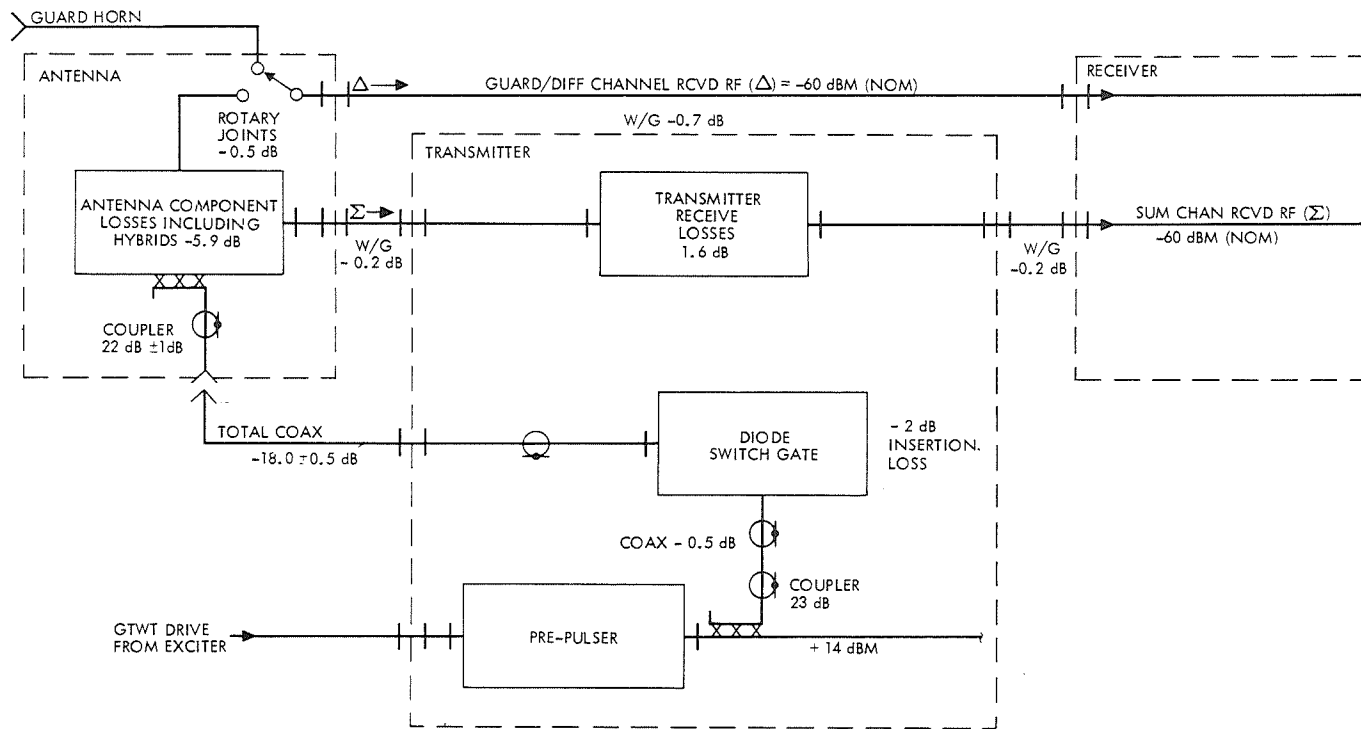 GUARD HORN
ANTENNA
Δ
GUARD/DIFF CHANNEL RCVD RF (Δ) = -60 dBM (NOM)
RECEIVER
W/G -0.7 dB
ROTARY
JOINTS
-0.5 dB
TRANSMITTER
ANTENNA COMPONENT
LOSSES INCLUDING
HYBRIDS -5.9 dB
Σ
W/G
- 0.2 dB
TRANSMITTER
RECEIVE
LOSSES
1.6 dB
W/G
-0.2 dB
SUM CHAN RCVD RF (Σ)
-60 dBM (NOM)
COUPLER
22 dB ±1dB
TOTAL COAX
-18.0 ±0.5 dB
DIODE
SWITCH GATE
- 2 dB
INSERTION.
LOSS
COAX - 0.5 dB
COUPLER
23 dB
GTWT DRIVE
FROM EXCITER
PRE-PULSER
+ 14 dBM